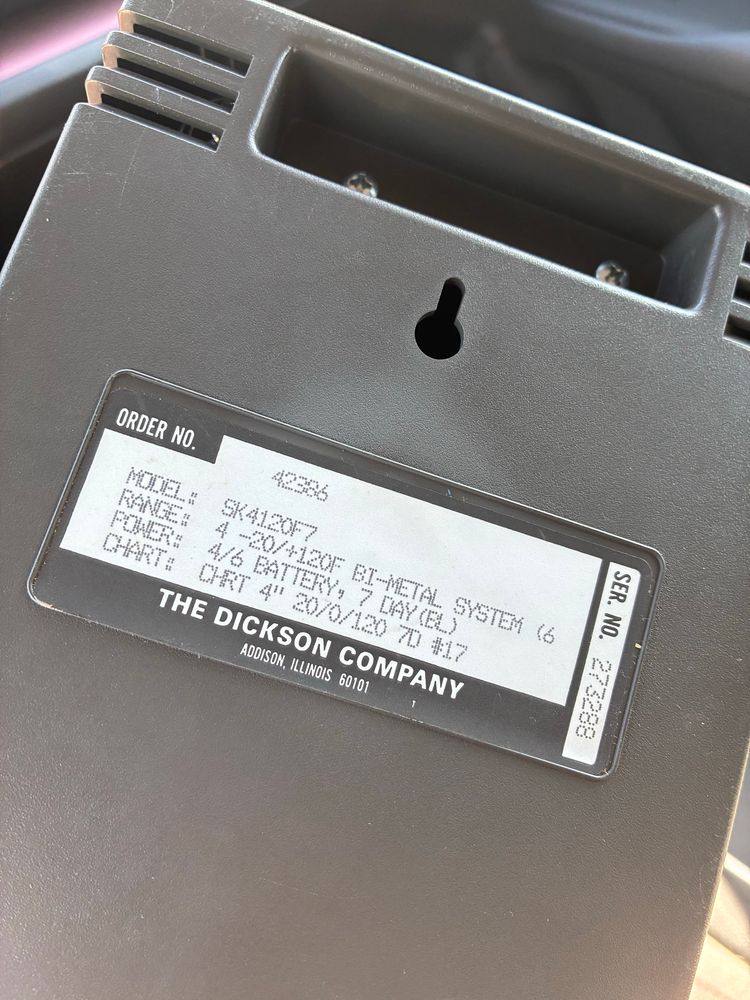 ORDER NO. 42386
MODEL: SK4120F7
RANGE: 4 -20/+120F BI-METAL SYSTEM (6
POWER: 4/6 BATTERY, 7 DAY(BL)
CHART: CHRT 4" 20/0/120 7D #17
THE DICKSON COMPANY
ADDISON, ILLINOIS 60101 1
SER. NO. 273288